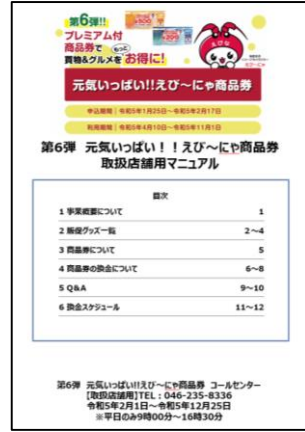 第6弾!!
プレミアム付
商品券で もっと
買物&グルメを お得に!
えびな
元気いっぱい!!えび～にゃ商品券
申込期間 令和5年1月25日～令和5年2月17日
利用期間 令和5年4月10日～令和5年11月1日
第6弾 元気いっぱい！！えび～にゃ商品券
取扱店舗用マニュアル
目次
1 事業概要について 1
2 販促グッズ一覧 2～4
3 商品券について 5
4 商品券の換金について 6～8
5 Q&A 9～10
6 換金スケジュール 11～12
第6弾 元気いっぱい!!えび～にゃ商品券 コールセンター
【取扱店舗用】TEL：046-235-8336
令和5年2月1日～令和5年12月25日
※平日のみ9時00分～16時30分